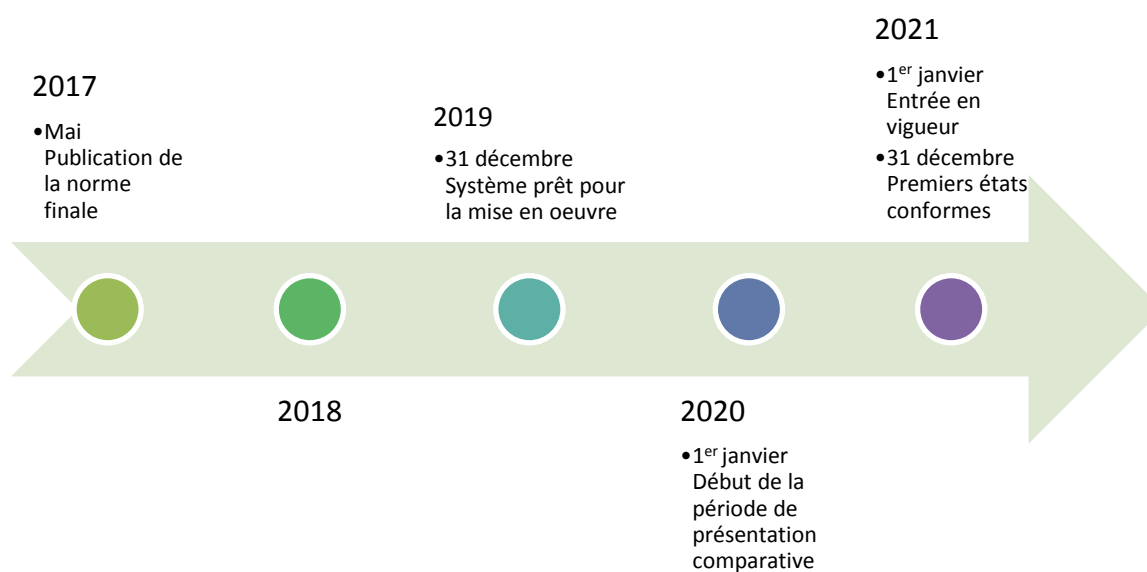 2017
•Mai
Publication de
la norme
finale
2018
2019
•31 décembre
Système prêt pour
la mise en oeuvre
2020
•1er janvier
Début de la
période de
présentation
comparative
2021
•1er janvier
Entrée en
vigueur
•31 décembre
Premiers états
conformes